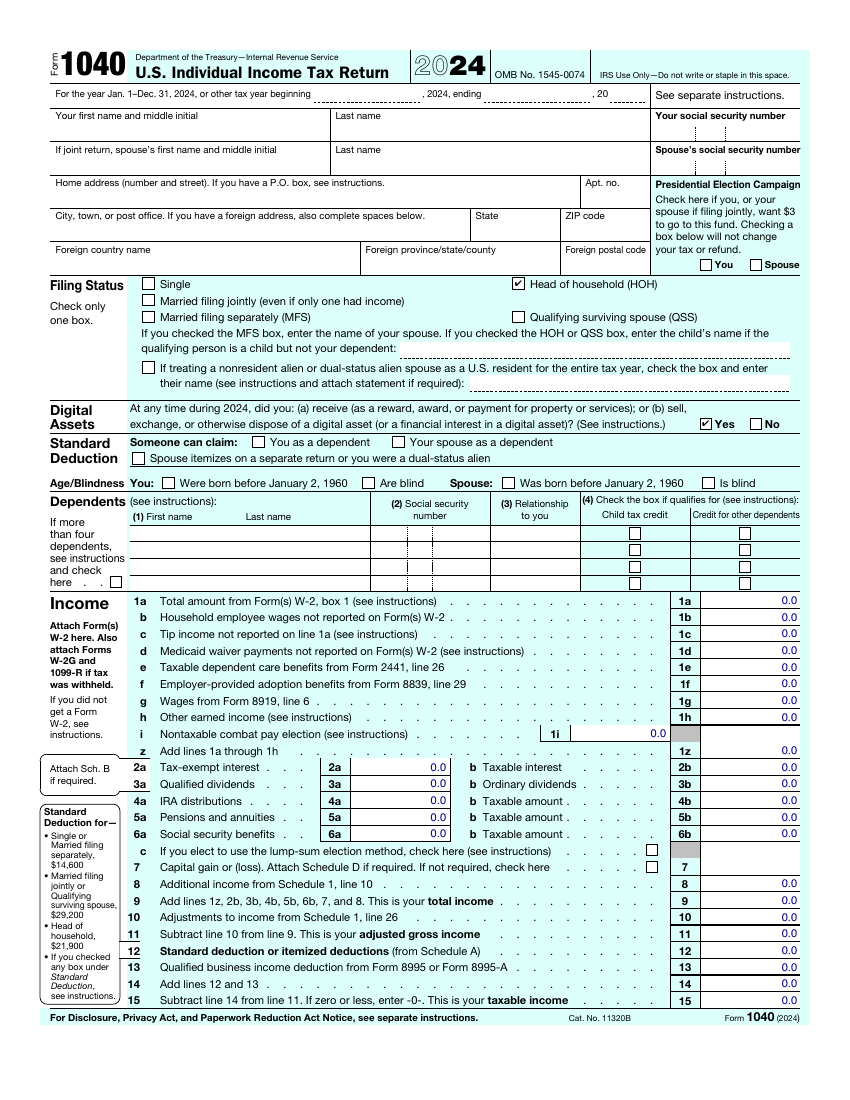 Form 1040 Department of the Treasury—Internal Revenue Service
U.S. Individual Income Tax Return 2024 OMB No. 1545-0074 IRS Use Only—Do not write or staple in this space.
For the year Jan. 1–Dec. 31, 2024, or other tax year beginning , 2024, ending , 20 See separate instructions.
Your first name and middle initial Last name Your social security number
If joint return, spouse's first name and middle initial Last name Spouse's social security number
Home address (number and street). If you have a P.O. box, see instructions. Apt. no.
City, town, or post office. If you have a foreign address, also complete spaces below. State ZIP code
Foreign country name Foreign province/state/county Foreign postal code
Presidential Election Campaign
Check here if you, or your
spouse if filing jointly, want $3
to go to this fund. Checking a
box below will not change
your tax or refund.
You Spouse
Filing Status
Check only
one box.
Single ✔ Head of household (HOH)
Married filing jointly (even if only one had income)
Married filing separately (MFS) Qualifying surviving spouse (QSS)
If you checked the MFS box, enter the name of your spouse. If you checked the HOH or QSS box, enter the child's name if the
qualifying person is a child but not your dependent:
If treating a nonresident alien or dual-status alien spouse as a U.S. resident for the entire tax year, check the box and enter
their name (see instructions and attach statement if required):
Digital
Assets
At any time during 2024, did you: (a) receive (as a reward, award, or payment for property or services); or (b) sell,
exchange, or otherwise dispose of a digital asset (or a financial interest in a digital asset)? (See instructions.) ✔ Yes No
Standard
Deduction
Someone can claim: You as a dependent Your spouse as a dependent
Spouse itemizes on a separate return or you were a dual-status alien
Age/Blindness You: Were born before January 2, 1960 Are blind Spouse: Was born before January 2, 1960 Is blind
Dependents (see instructions):
If more
than four
dependents,
see instructions
and check
here . .
(1) First name Last name
(2) Social security
number
(3) Relationship
to you
(4) Check the box if qualifies for (see instructions):
Child tax credit Credit for other dependents
Income
Attach Form(s)
W-2 here. Also
attach Forms
W-2G and
1099-R if tax
was withheld.
If you did not
get a Form
W-2, see
instructions.
1a Total amount from Form(s) W-2, box 1 (see instructions) 1a 0.0
b Household employee wages not reported on Form(s) W-2 1b 0.0
c Tip income not reported on line 1a (see instructions) 1c 0.0
d Medicaid waiver payments not reported on Form(s) W-2 (see instructions) 1d 0.0
e Taxable dependent care benefits from Form 2441, line 26 1e 0.0
f Employer-provided adoption benefits from Form 8839, line 29 1f 0.0
g Wages from Form 8919, line 6 1g 0.0
h Other earned income (see instructions) 1h 0.0
i Nontaxable combat pay election (see instructions) 1i 0.0
z Add lines 1a through 1h 1z 0.0
Attach Sch. B
if required.
2a Tax-exempt interest 2a 0.0 b Taxable interest 2b 0.0
3a Qualified dividends 3a 0.0 b Ordinary dividends 3b 0.0
4a IRA distributions 4a 0.0 b Taxable amount 4b 0.0
5a Pensions and annuities 5a 0.0 b Taxable amount 5b 0.0
6a Social security benefits 6a 0.0 b Taxable amount 6b 0.0
c If you elect to use the lump-sum election method, check here (see instructions)
7 Capital gain or (loss). Attach Schedule D if required. If not required, check here 7
8 Additional income from Schedule 1, line 10 8 0.0
9 Add lines 1z, 2b, 3b, 4b, 5b, 6b, 7, and 8. This is your total income 9 0.0
10 Adjustments to income from Schedule 1, line 26 10 0.0
11 Subtract line 10 from line 9. This is your adjusted gross income 11 0.0
12 Standard deduction or itemized deductions (from Schedule A) 12 0.0
13 Qualified business income deduction from Form 8995 or Form 8995-A 13 0.0
14 Add lines 12 and 13 14 0.0
15 Subtract line 14 from line 11. If zero or less, enter -0-. This is your taxable income 15 0.0
Standard
Deduction for—
• Single or
Married filing
separately,
$14,600
• Married filing
jointly or
Qualifying
surviving spouse,
$29,200
• Head of
household,
$21,900
• If you checked
any box under
Standard
Deduction,
see instructions.
For Disclosure, Privacy Act, and Paperwork Reduction Act Notice, see separate instructions. Cat. No. 11320B Form 1040 (2024)